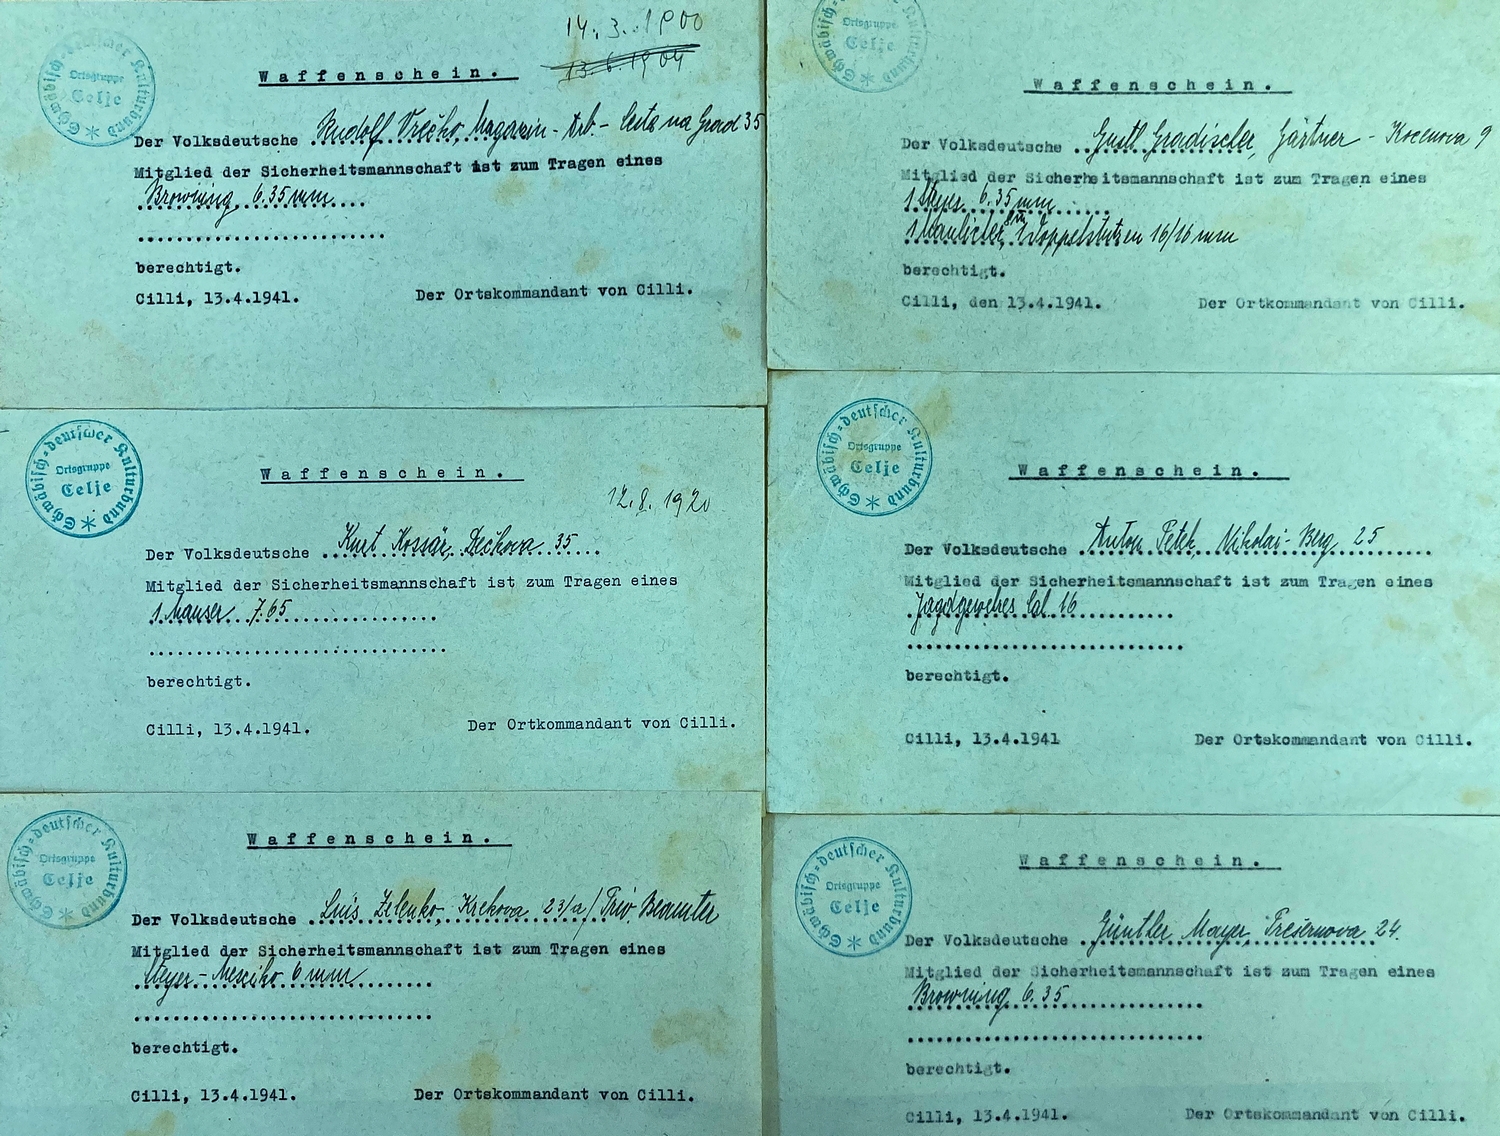 Schwäbisch=deutscher Kulturbund
Ortsgruppe
Celje
14.3.1900
13.6.1904
Waffenschein.
Der Volksdeutsche Rudolf Vrečko, Magazin-Arb.- Cesta na Grad 35
Mitglied der Sicherheitsmannschaft ist zum Tragen eines
Browning 6.35 mm
berechtigt.
Cilli, 13.4.1941. Der Ortskommandant von Cilli.
Schwäbisch=deutscher Kulturbund
Ortsgruppe
Celje
Waffenschein.
Der Volksdeutsche Gustl Gradischer, Gärtner - Kocenova 9
Mitglied der Sicherheitsmannschaft ist zum Tragen eines
1 Steyer 6.35 mm
1 Doppelstutzen 16/16 mm
berechtigt.
Cilli, den 13.4.1941. Der Ortkommandant von Cilli.
Schwäbisch=deutscher Kulturbund
Ortsgruppe
Celje
Waffenschein.
12.8.1920
Der Volksdeutsche Kurt Kossär, Dečkova 35
Mitglied der Sicherheitsmannschaft ist zum Tragen eines
1 Mauser 7.65
berechtigt.
Cilli, 13.4.1941. Der Ortkommandant von Cilli.
Schwäbisch=deutscher Kulturbund
Ortsgruppe
Celje
Waffenschein.
Der Volksdeutsche Anton Petek, Nikolai-Berg 25
Mitglied der Sicherheitsmannschaft ist zum Tragen eines
Jagdgewehres Cal. 16
berechtigt.
Cilli, 13.4.1941 Der Ortskommandant von Cilli.
Schwäbisch=deutscher Kulturbund
Ortsgruppe
Celje
Waffenschein.
Der Volksdeutsche Luis Zelenko, Krekova 23/a / Priv. Beamter
Mitglied der Sicherheitsmannschaft ist zum Tragen eines
Steyer- 6 mm
berechtigt.
Cilli, 13.4.1941. Der Ortskommandant von Cilli.
Schwäbisch=deutscher Kulturbund
Ortsgruppe
Celje
Waffenschein.
Der Volksdeutsche Günther Mayer, Prešernova 24.
Mitglied der Sicherheitsmannschaft ist zum Tragen eines
Browning 6.35
berechtigt.
Cilli, 13.4.1941. Der Ortskommandant von Cilli.